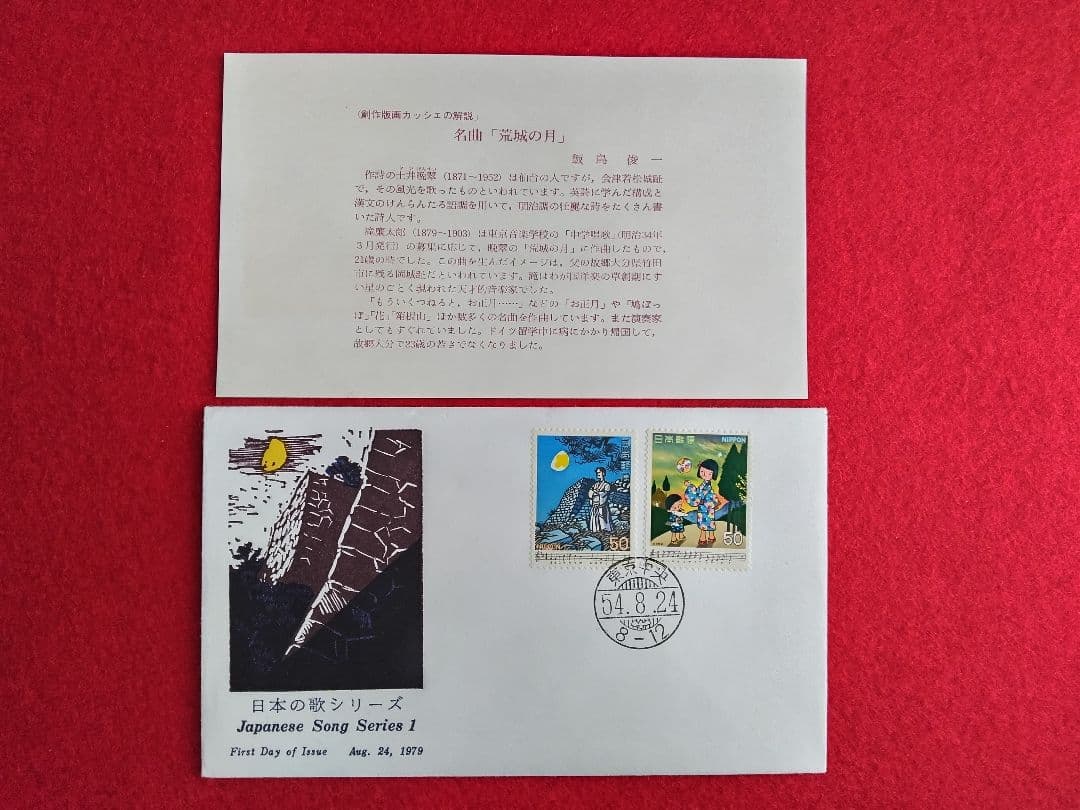 〈創作版画カッシェの解説〉
名曲「荒城の月」
飯島俊一
作詩の土井晩翠(1871~1952)は仙台の人ですが,会津若松城趾
で,その風光を歌ったものといわれています。英詩に学んだ構成と
漢文のけんらんたる語調を用いて,明治調の壮麗な詩をたくさん書
いた詩人です。
滝廉太郎(1879~1903)は東京音楽学校の「中学唱歌」(明治34年
3月発行)の募集に応じて,晩翠の「荒城の月」に作曲したもので,
21歳の時でした。この曲を生んだイメージは,父の故郷大分県竹田
市に残る岡城趾だといわれています。滝はわが国洋楽の草創期にす
い星のごとく現われた天才的音楽家でした。
「もういくつねると,お正月……」などの「お正月」や「鳩ぽっ
ぽ」「花」「箱根山」ほか数多くの名曲を作曲しています。また演奏家
としてもすぐれていました。ドイツ留学中に病にかかり帰国して,
故郷大分で23歳の若さでなくなりました。
日本郵便
NIPPON
50
日本郵便
NIPPON
50
東京中央
54.8.24
8-12
日本の歌シリーズ
Japanese Song Series 1
First Day of Issue Aug. 24, 1979